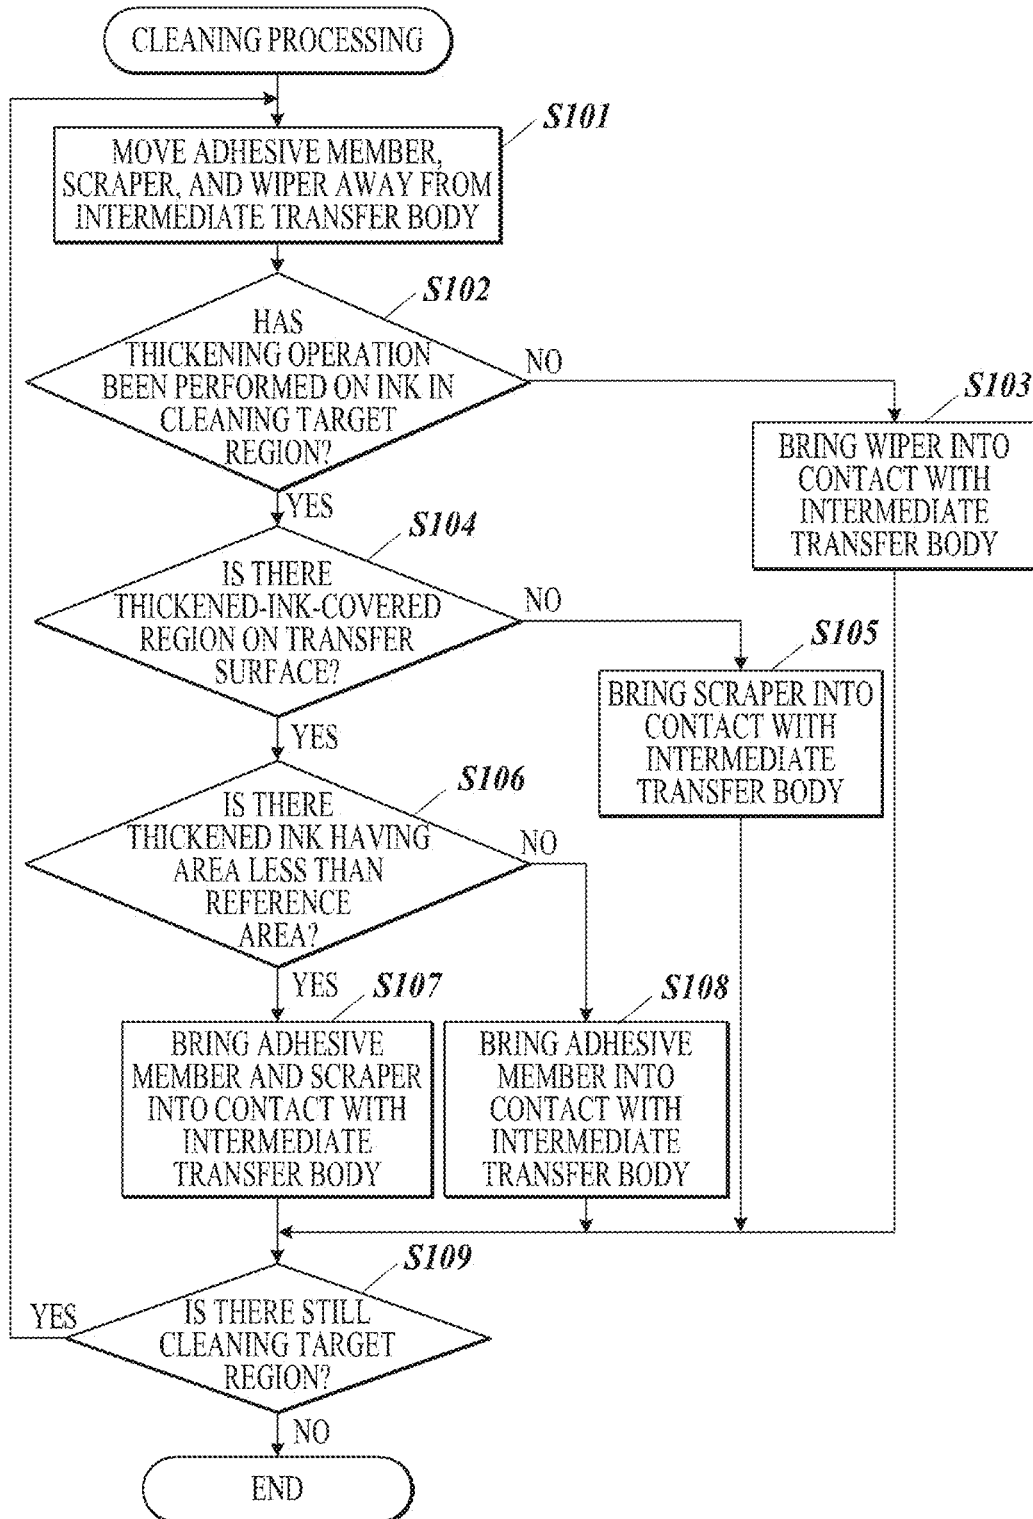 CLEANING PROCESSING
S101
MOVE ADHESIVE MEMBER,
SCRAPER, AND WIPER AWAY FROM
INTERMEDIATE TRANSFER BODY
S102
HAS
THICKENING OPERATION
BEEN PERFORMED ON INK IN
CLEANING TARGET
REGION?
NO
YES
S103
BRING WIPER INTO
CONTACT WITH
INTERMEDIATE
TRANSFER BODY
S104
IS THERE
THICKENED-INK-COVERED
REGION ON TRANSFER
SURFACE?
NO
YES
S105
BRING SCRAPER INTO
CONTACT WITH
INTERMEDIATE
TRANSFER BODY
S106
IS THERE
THICKENED INK HAVING
AREA LESS THAN
REFERENCE
AREA?
NO
YES
S107
BRING ADHESIVE
MEMBER AND SCRAPER
INTO CONTACT WITH
INTERMEDIATE
TRANSFER BODY
S108
BRING ADHESIVE
MEMBER INTO
CONTACT WITH
INTERMEDIATE
TRANSFER BODY
S109
IS THERE STILL
CLEANING TARGET
REGION?
YES
NO
END